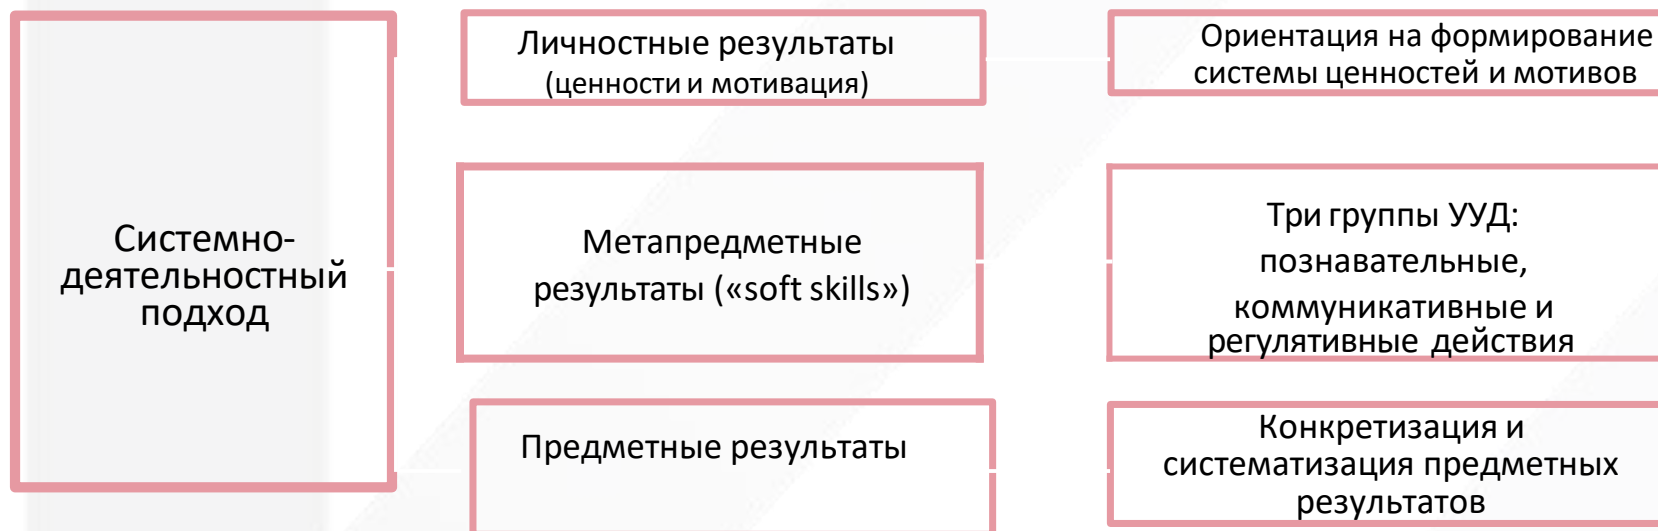 Системно-
деятельностный
подход
Личностные результаты
(ценности и мотивация)
Ориентация на формирование
системы ценностей и мотивов
Метапредметные
результаты («soft skills»)
Три группы УУД:
познавательные,
коммуникативные и
регулятивные действия
Предметные результаты
Конкретизация и
систематизация предметных
результатов